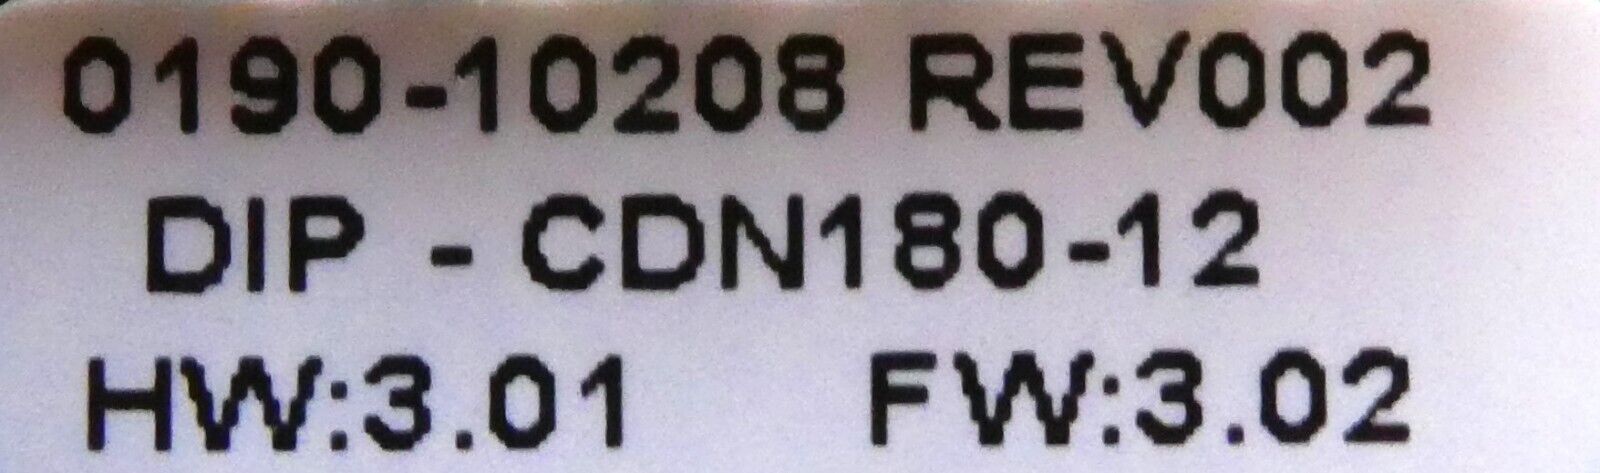 0190-10208 REV002
DIP - CDN180-12
HW:3.01 FW:3.02